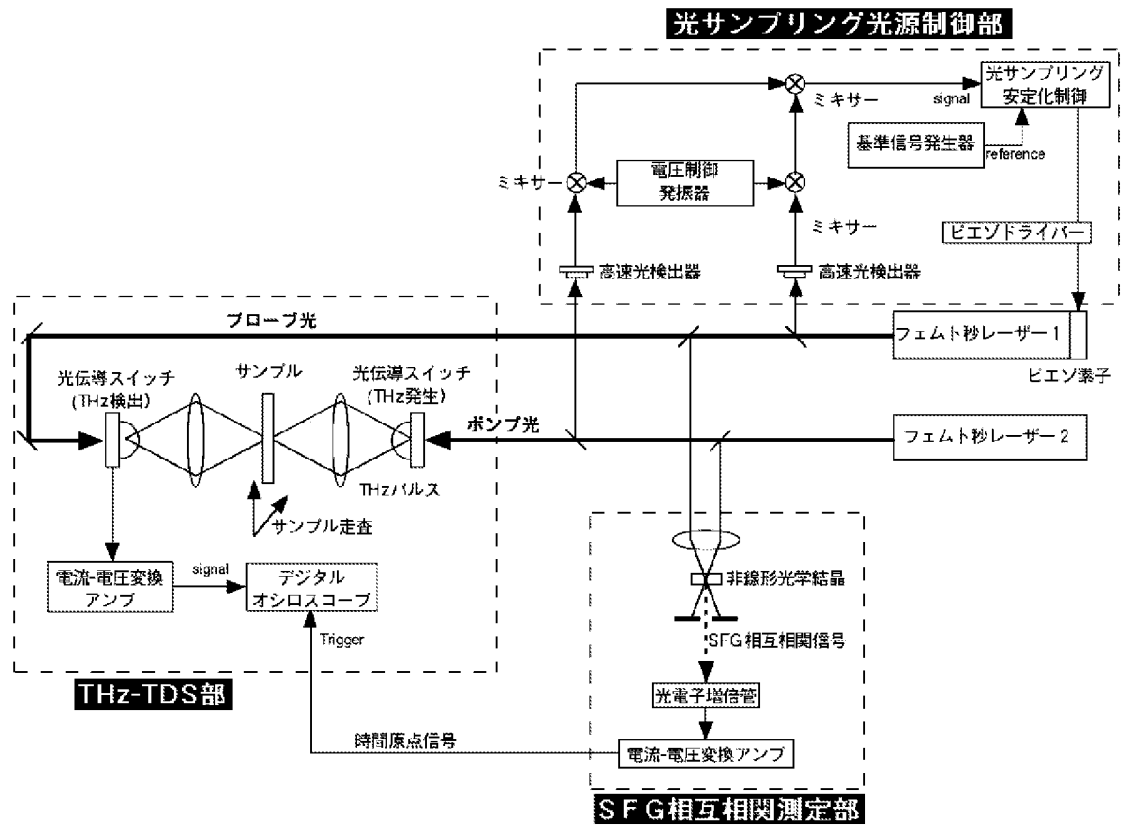 光サンプリング光源制御部
ミキサー
signal
光サンプリング
安定化制御
基準信号発生器
reference
ミキサー
電圧制御
発振器
ミキサー
ピエゾドライバー
高速光検出器
高速光検出器
プローブ光
フェムト秒レーザー1
ピエゾ素子
光伝導スイッチ
(THz検出)
サンプル
光伝導スイッチ
(THz発生)
ポンプ光
フェムト秒レーザー2
THzパルス
サンプル走査
電流-電圧変換
アンプ
signal
デジタル
オシロスコープ
Trigger
THz-TDS部
非線形光学結晶
SFG相互相関信号
光電子増倍管
時間原点信号
電流-電圧変換アンプ
SFG相互相関測定部